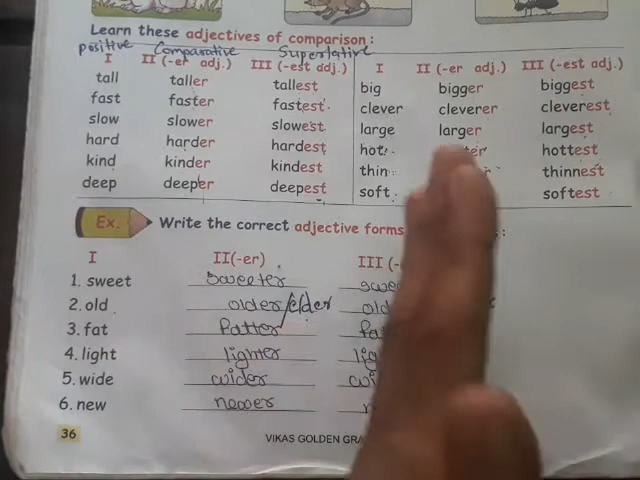 Learn these adjectives of comparison :
positive Comparative Superlative
I II (-er adj.) III (-est adj.) I II (-er adj.) III (-est adj.)
tall taller tallest big bigger biggest
fast faster fastest clever cleverer cleverest
slow slower slowest large larger largest
hard harder hardest hot hottest
kind kinder kindest thin thinnest
deep deeper deepest soft softest
Ex. Write the correct adjective forms
I II(-er) III
1. sweet sweeter
2. old older/elder
3. fat fatter
4. light lighter
5. wide wider
6. new newer
36 VIKAS GOLDEN